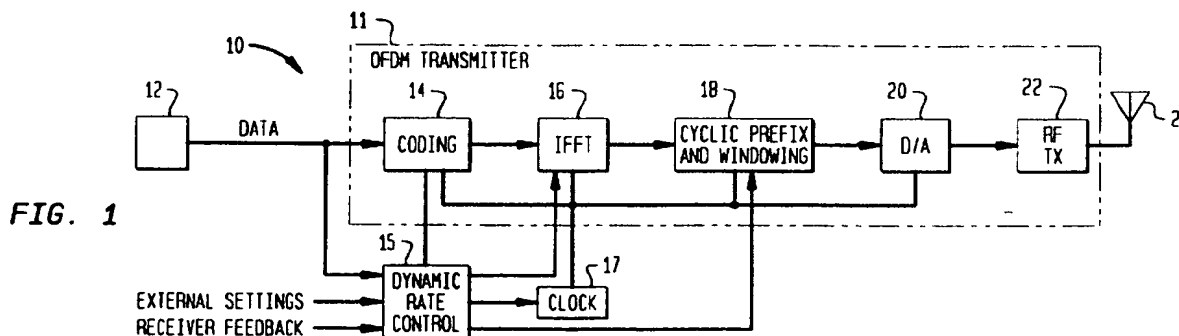 11
10
OFDM TRANSMITTER
12
14
16
18
20
22
2
DATA
CODING
IFFT
CYCLIC PREFIX
AND WINDOWING
D/A
RF
TX
FIG. 1
15
17
DYNAMIC
RATE
CONTROL
CLOCK
EXTERNAL SETTINGS
RECEIVER FEEDBACK